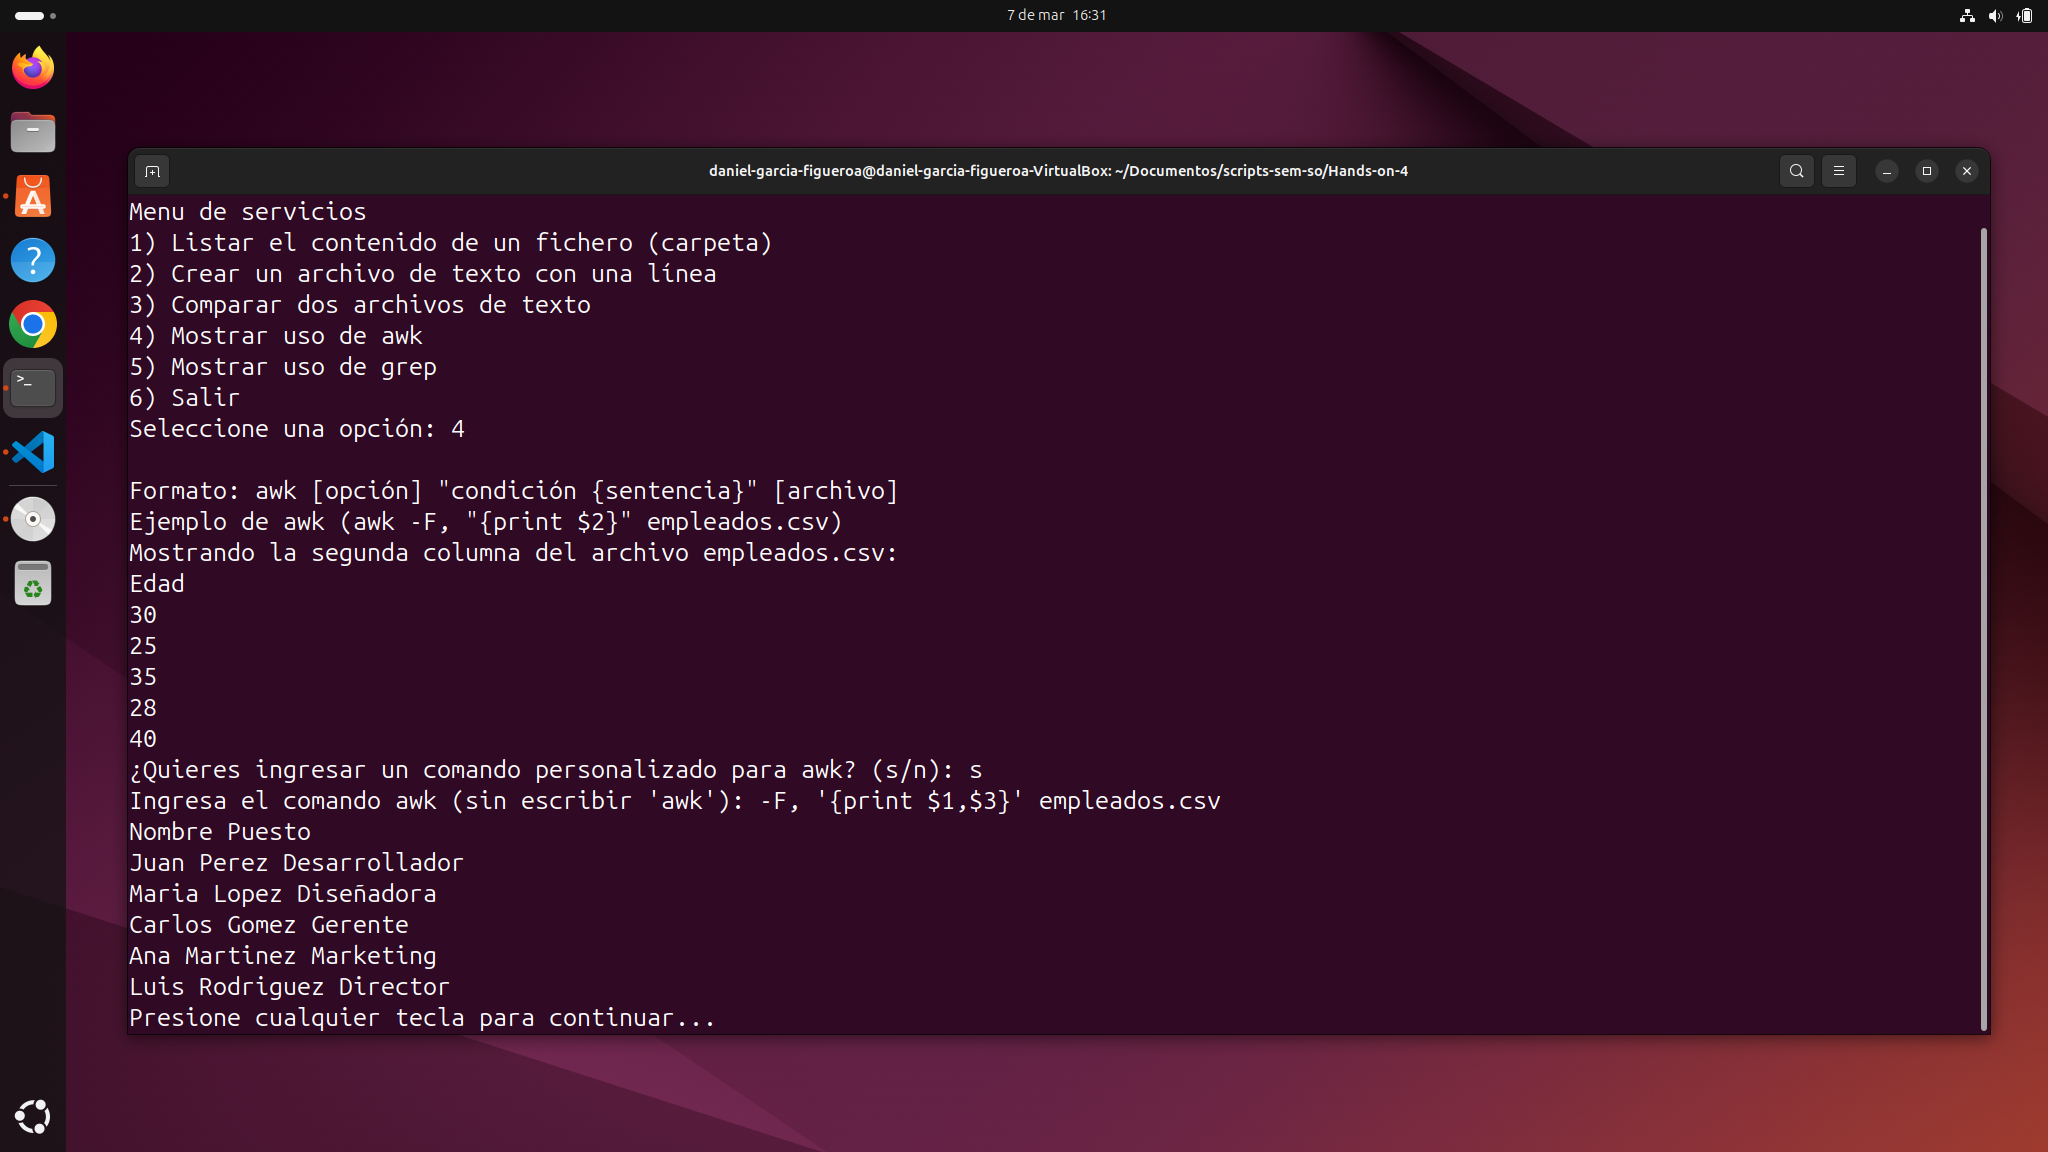 7 de mar 16:31
daniel-garcia-figueroa@daniel-garcia-figueroa-VirtualBox: ~/Documentos/scripts-sem-so/Hands-on-4
Menu de servicios
1) Listar el contenido de un fichero (carpeta)
2) Crear un archivo de texto con una línea
3) Comparar dos archivos de texto
4) Mostrar uso de awk
5) Mostrar uso de grep
6) Salir
Seleccione una opción: 4
Formato: awk [opción] "condición {sentencia}" [archivo]
Ejemplo de awk (awk -F, "{print $2}" empleados.csv)
Mostrando la segunda columna del archivo empleados.csv:
Edad
30
25
35
28
40
¿Quieres ingresar un comando personalizado para awk? (s/n): s
Ingresa el comando awk (sin escribir 'awk'): -F, '{print $1,$3}' empleados.csv
Nombre Puesto
Juan Perez Desarrollador
Maria Lopez Diseñadora
Carlos Gomez Gerente
Ana Martinez Marketing
Luis Rodriguez Director
Presione cualquier tecla para continuar...